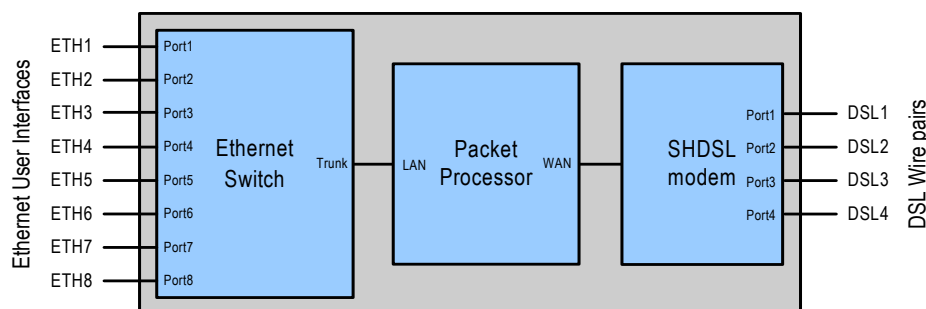 Ethernet User Interfaces
ETH1
ETH2
ETH3
ETH4
ETH5
ETH6
ETH7
ETH8
Port1
Port2
Port3
Port4
Port5
Port6
Port7
Port8
Ethernet
Switch
Trunk
LAN
Packet
Processor
WAN
SHDSL
modem
Port1
Port2
Port3
Port4
DSL1
DSL2
DSL3
DSL4
DSL Wire pairs